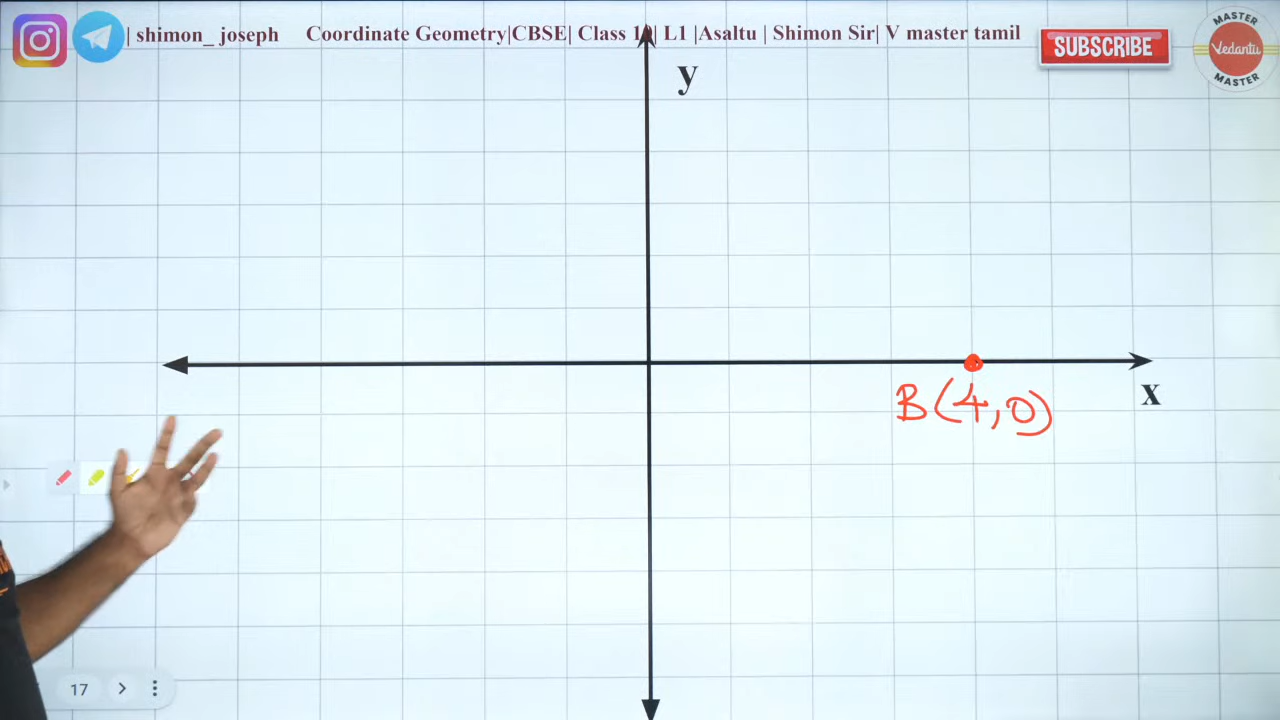 | shimon_ joseph Coordinate Geometry|CBSE| Class 10| L1 |Asaltu | Shimon Sir| V master tamil
SUBSCRIBE
MASTER
Vedantu
MASTER
y
x
B(4,0)
17